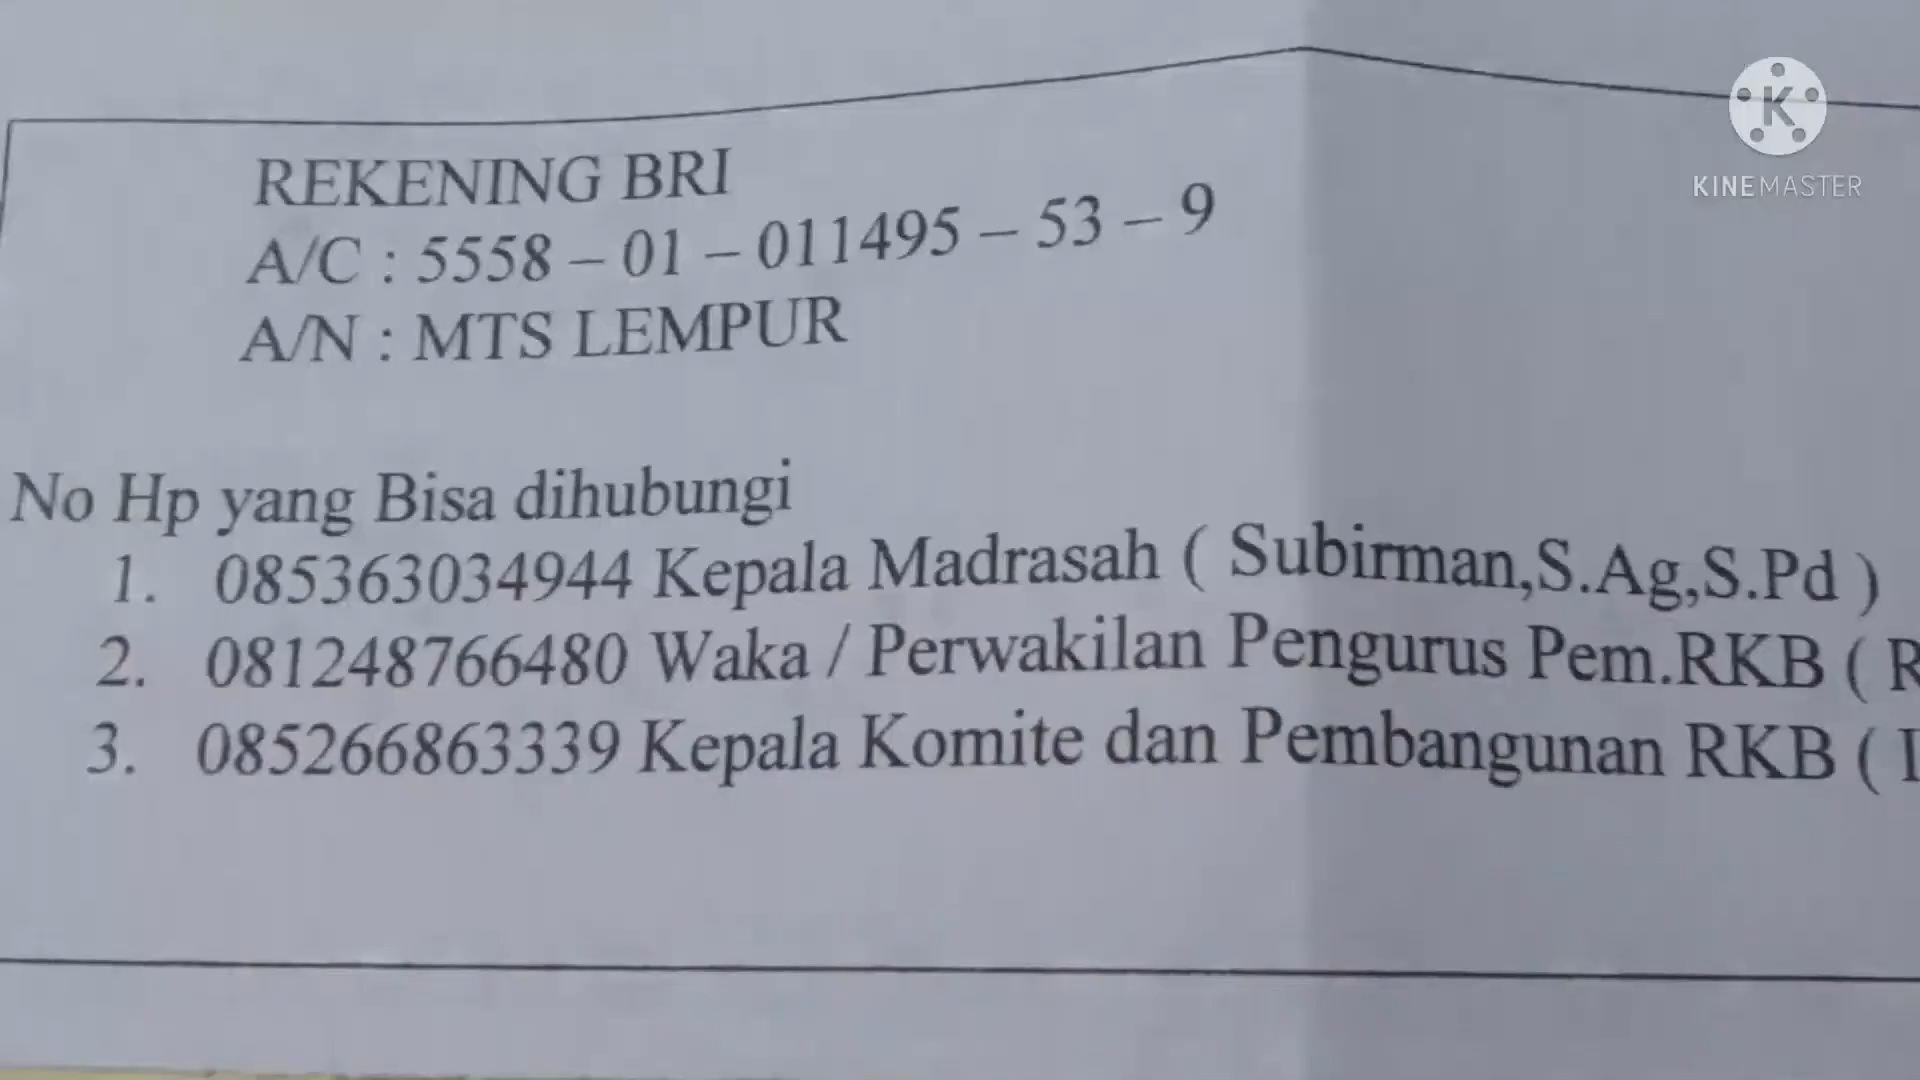 REKENING BRI
A/C : 5558 – 01 – 011495 – 53 – 9
A/N : MTS LEMPUR
No Hp yang Bisa dihubungi
1. 085363034944 Kepala Madrasah ( Subirman,S.Ag,S.Pd )
2. 081248766480 Waka / Perwakilan Pengurus Pem.RKB ( R
3. 085266863339 Kepala Komite dan Pembangunan RKB (
K
KINEMASTER